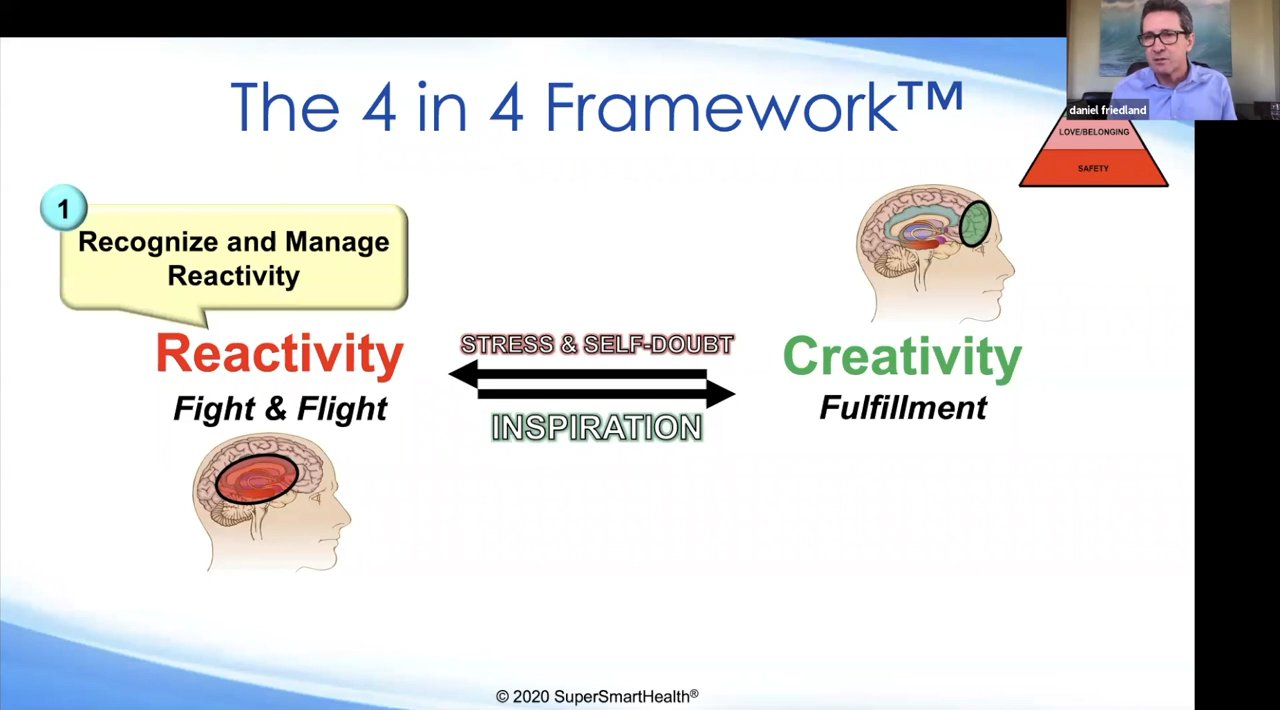 The 4 in 4 Framework™
daniel friedland
LOVE/BELONGING
SAFETY
1
Recognize and Manage
Reactivity
Reactivity
Fight & Flight
STRESS & SELF-DOUBT
INSPIRATION
Creativity
Fulfillment
© 2020 SuperSmartHealth®